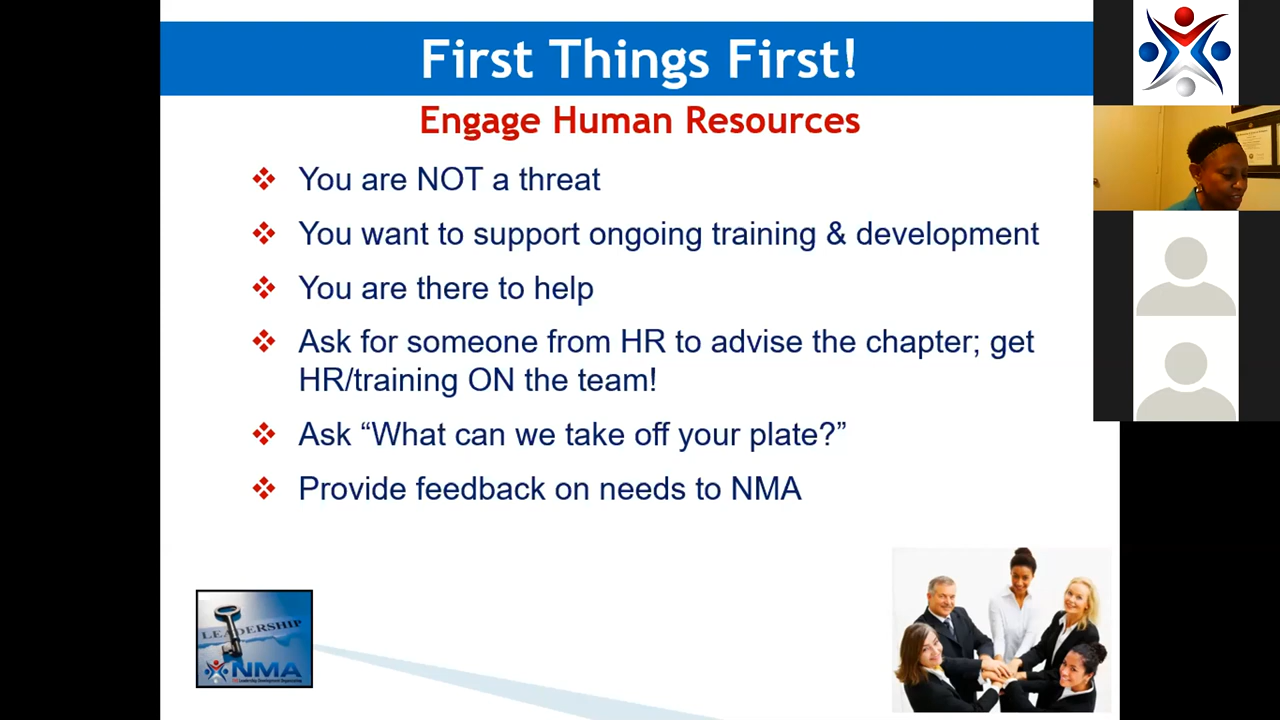 First Things First!
Engage Human Resources
You are NOT a threat
You want to support ongoing training & development
You are there to help
Ask for someone from HR to advise the chapter; get
HR/training ON the team!
Ask “What can we take off your plate?”
Provide feedback on needs to NMA
LEADERSHIP
NMA